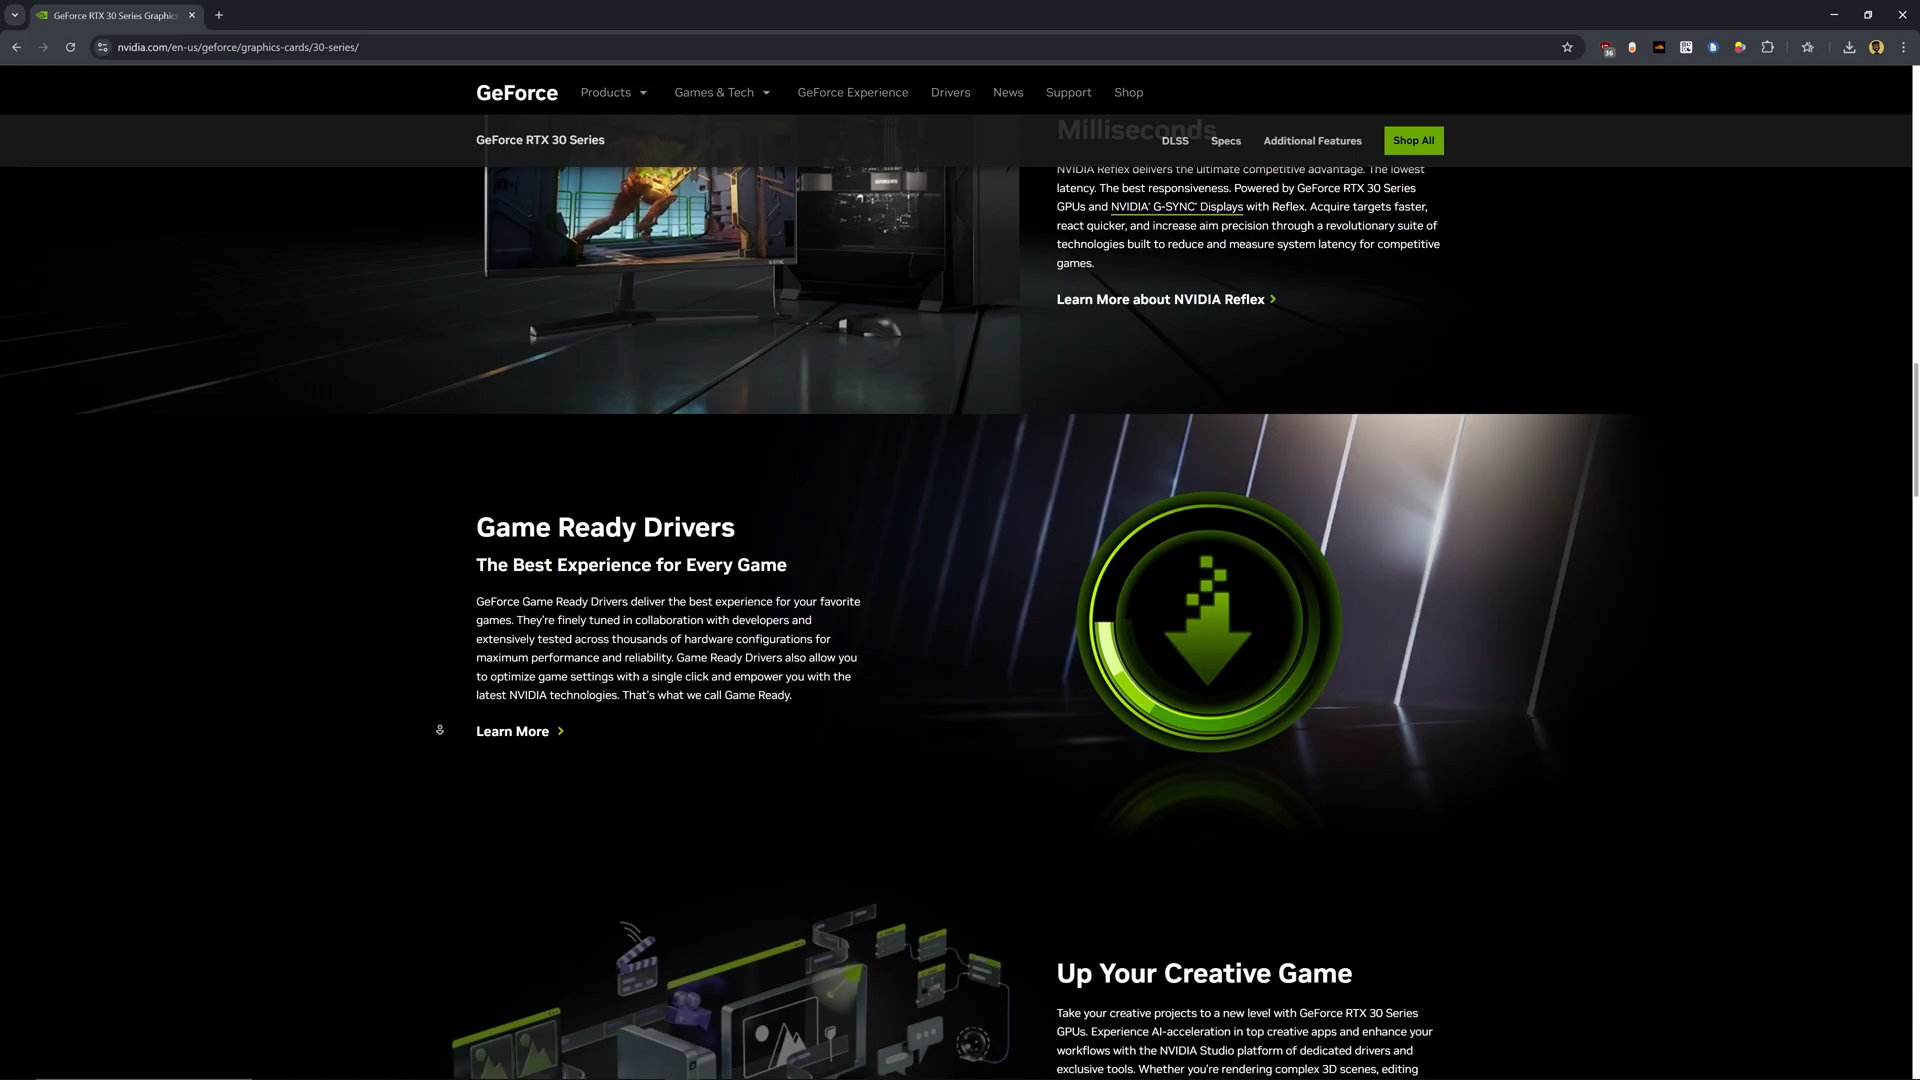 GeForce RTX 30 Series Graphics
nvidia.com/en-us/geforce/graphics-cards/30-series/
36
GeForce
Products
Games & Tech
GeForce Experience
Drivers
News
Support
Shop
GeForce RTX 30 Series
DLSS
Specs
Additional Features
Shop All
Milliseconds
NVIDIA Reflex delivers the ultimate competitive advantage. The lowest
latency. The best responsiveness. Powered by GeForce RTX 30 Series
GPUs and NVIDIA® G-SYNC® Displays with Reflex. Acquire targets faster,
react quicker, and increase aim precision through a revolutionary suite of
technologies built to reduce and measure system latency for competitive
games.
Learn More about NVIDIA Reflex
G-SYNC
GEFORCE RTX
Game Ready Drivers
The Best Experience for Every Game
GeForce Game Ready Drivers deliver the best experience for your favorite
games. They're finely tuned in collaboration with developers and
extensively tested across thousands of hardware configurations for
maximum performance and reliability. Game Ready Drivers also allow you
to optimize game settings with a single click and empower you with the
latest NVIDIA technologies. That's what we call Game Ready.
Learn More
Up Your Creative Game
Take your creative projects to a new level with GeForce RTX 30 Series
GPUs. Experience AI-acceleration in top creative apps and enhance your
workflows with the NVIDIA Studio platform of dedicated drivers and
exclusive tools. Whether you're rendering complex 3D scenes, editing